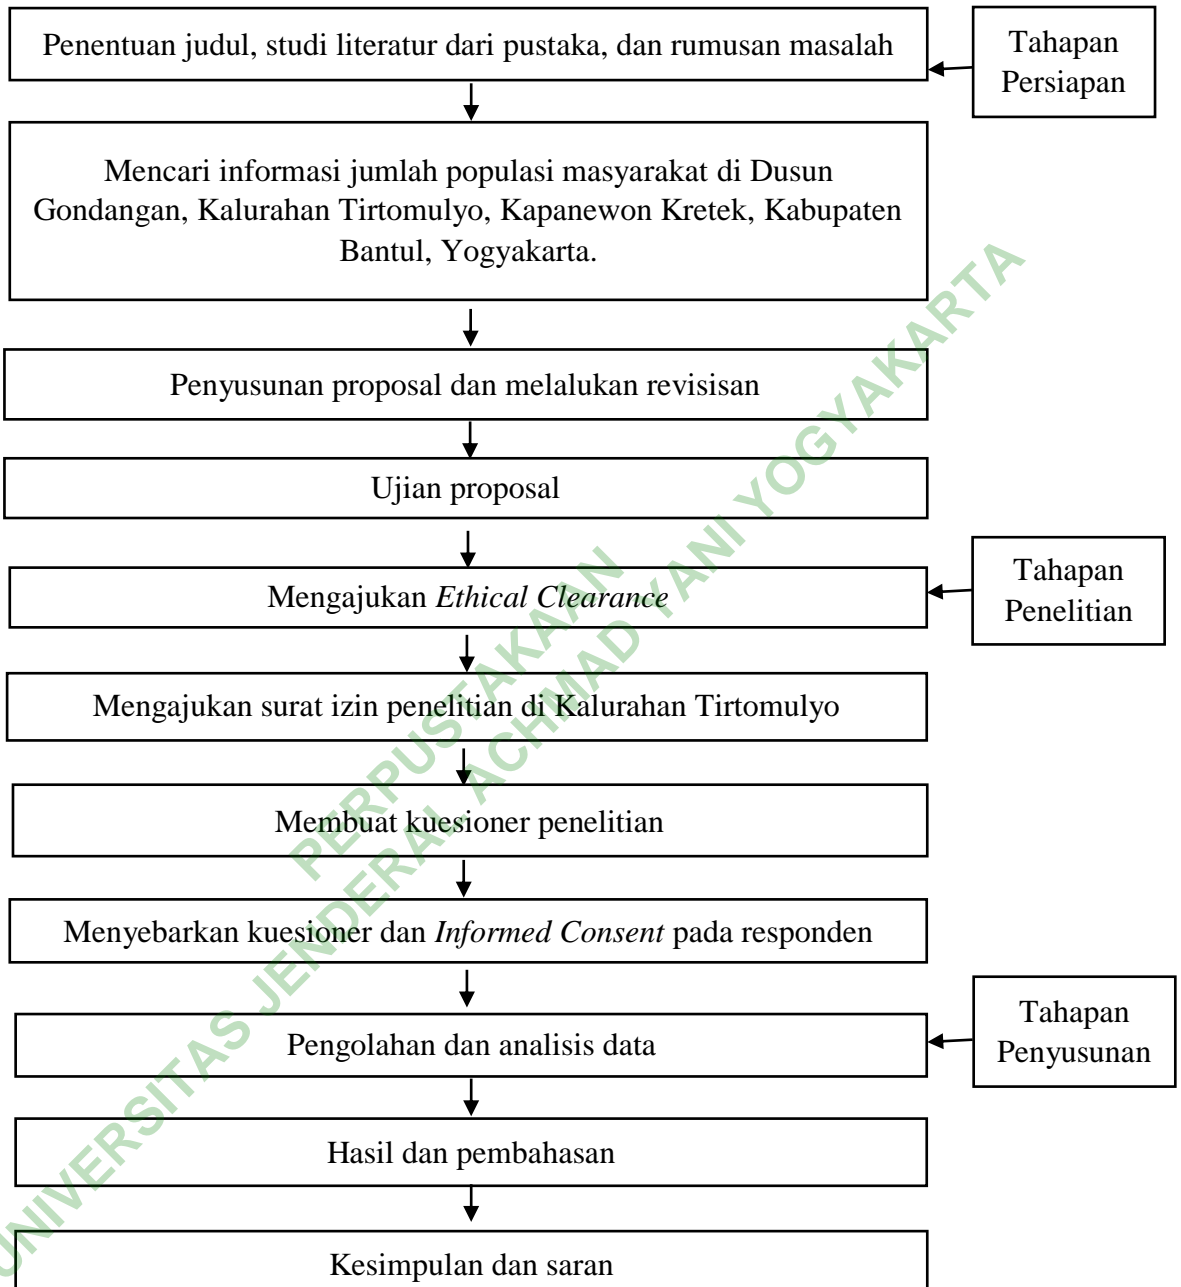 Penentuan judul, studi literatur dari pustaka, dan rumusan masalah
Tahapan
Persiapan
Mencari informasi jumlah populasi masyarakat di Dusun
Gondangan, Kalurahan Tirtomulyo, Kapanewon Kretek, Kabupaten
Bantul, Yogyakarta.
Penyusunan proposal dan melalukan revisisan
Ujian proposal
Mengajukan Ethical Clearance
Tahapan
Penelitian
Mengajukan surat izin penelitian di Kalurahan Tirtomulyo
Membuat kuesioner penelitian
Menyebarkan kuesioner dan Informed Consent pada responden
Pengolahan dan analisis data
Tahapan
Penyusunan
Hasil dan pembahasan
Kesimpulan dan saran
PERPUSTAKAAN
UNIVERSITAS JENDERAL ACHMAD YANI YOGYAKARTA